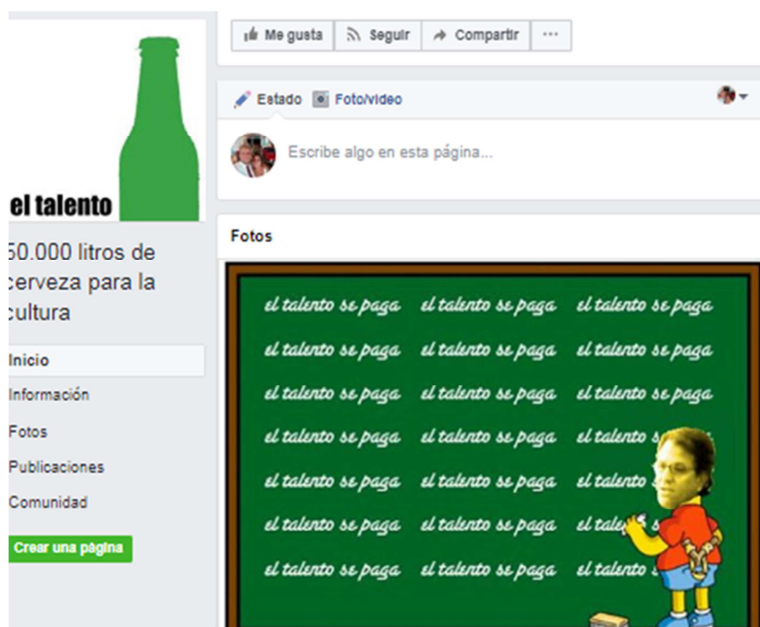 Me gusta Seguir Compartir ...
Estado Foto/vídeo
Escribe algo en esta página...
el talento
50.000 litros de
cerveza para la
cultura
Inicio
Información
Fotos
Publicaciones
Comunidad
Crear una página
Fotos
el talento se paga el talento se paga el talento se paga
el talento se paga el talento se paga el talento se paga
el talento se paga el talento se paga el talento se paga
el talento se paga el talento se paga el talento s
el talento se paga el talento se paga el talento s
el talento se paga el talento se paga el tale s
el talento se paga el talento se paga el talento s